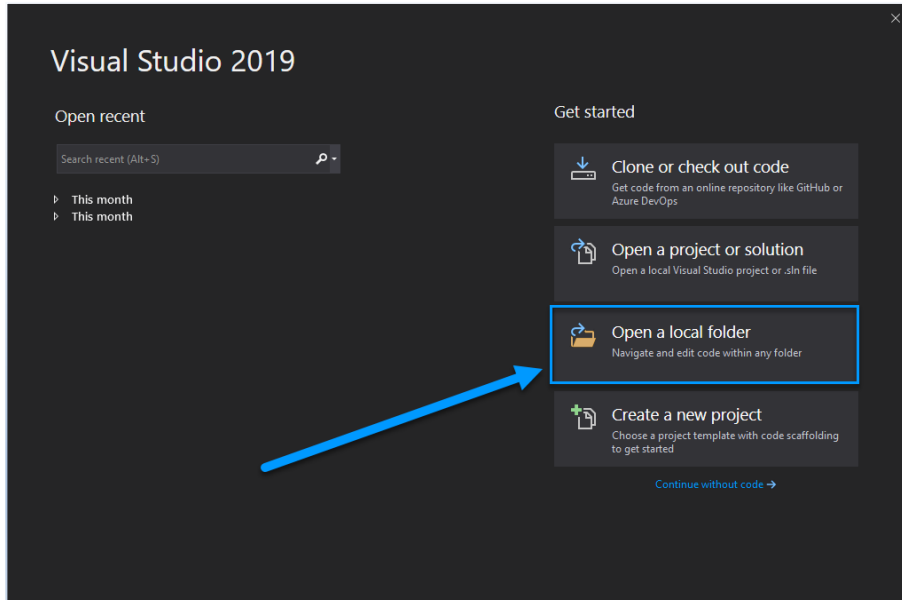 Visual Studio 2019
Open recent
Search recent (Alt+S)
This month
This month
Get started
Clone or check out code
Get code from an online repository like GitHub or
Azure DevOps
Open a project or solution
Open a local Visual Studio project or .sln file
Open a local folder
Navigate and edit code within any folder
Create a new project
Choose a project template with code scaffolding
to get started
Continue without code →